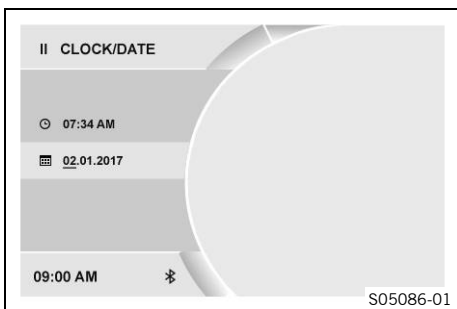 II CLOCK/DATE
07:34 AM
02.01.2017
09:00 AM
S05086-01